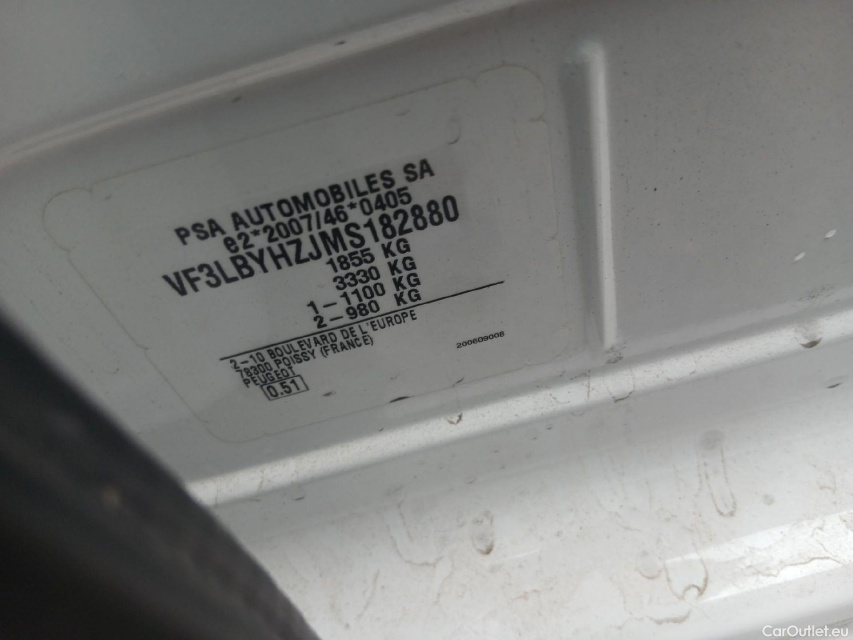 PSA AUTOMOBILES SA
e2*2007/46*0405
VF3LBYHZJMS182880
1855 KG
3330 KG
1-1100 KG
2-980 KG
2-10 BOULEVARD DE L'EUROPE
78300 POISSY (FRANCE)
PEUGEOT
0.51
200609008
CarOutlet.eu